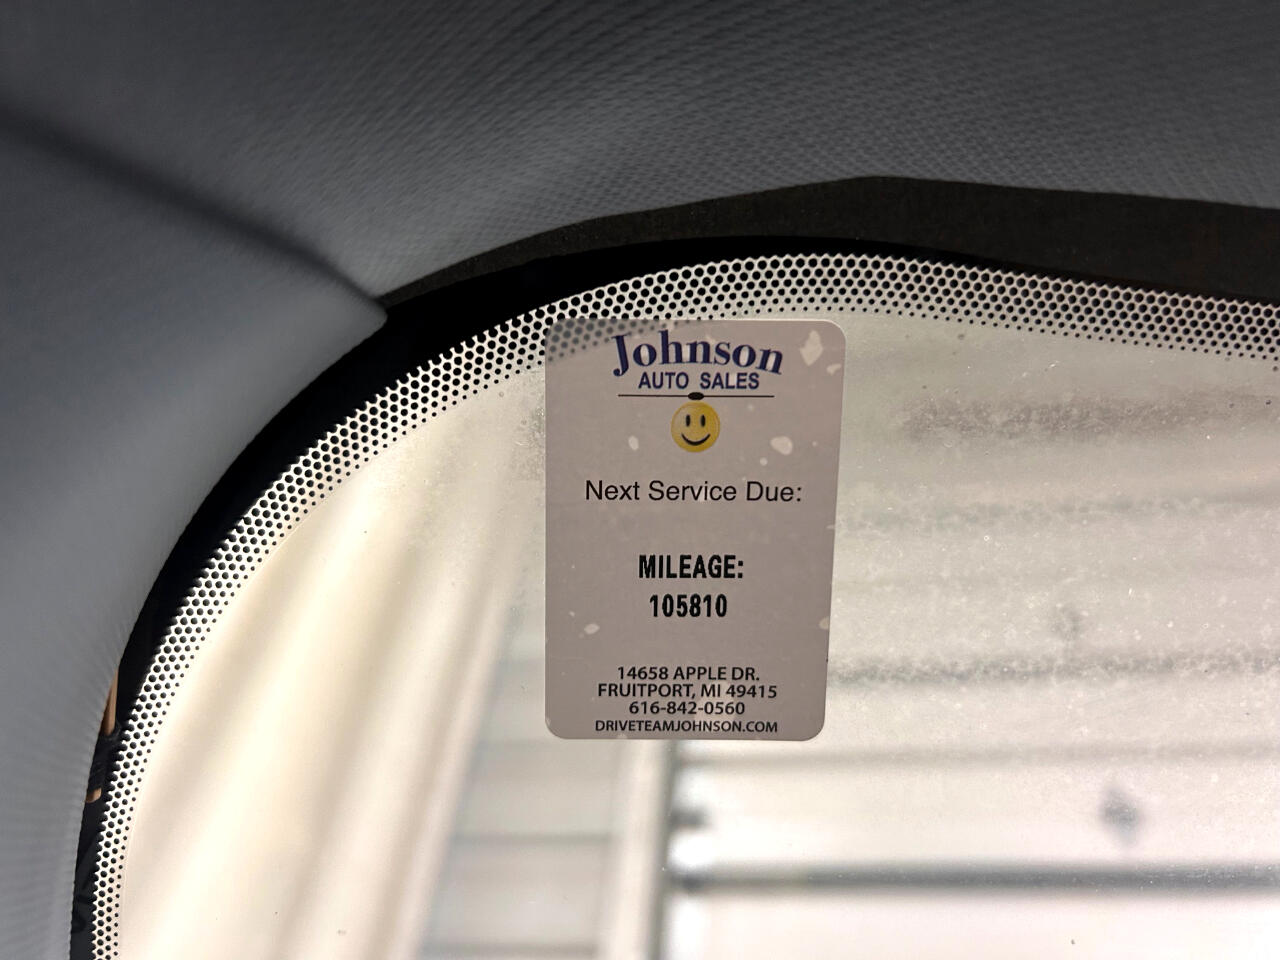 Johnson
AUTO SALES
Next Service Due:
MILEAGE:
105810
14658 APPLE DR.
FRUITPORT, MI 49415
616-842-0560
DRIVETEAMJOHNSON.COM